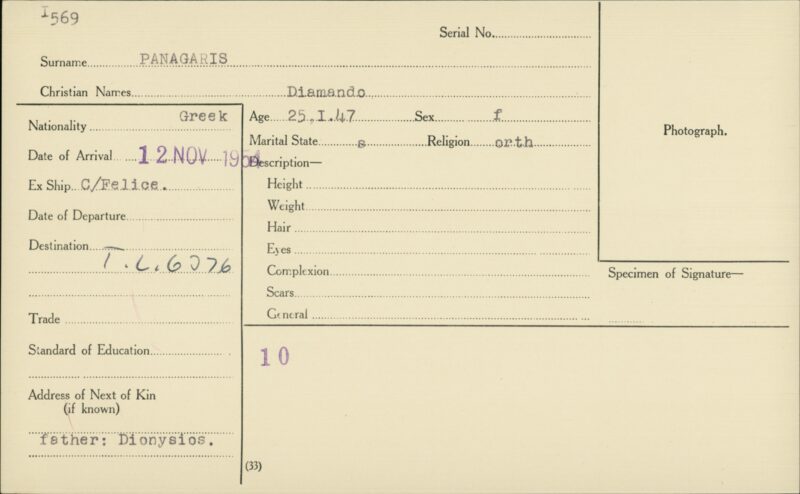 I569
Serial No.
Surname PANAGARIS
Christian Names Diamando.
Nationality Greek
Date of Arrival 12 NOV 1954
Ex Ship C/Felice.
Date of Departure
Destination T.L.6376
Trade
Standard of Education
Address of Next of Kin
(if known)
father: Dionysios.
Age 25.I.47 Sex f
Marital State s Religion orth
Description—
Height
Weight
Hair
Eyes
Complexion
Scars
General
10
(33)
Photograph.
Specimen of Signature—